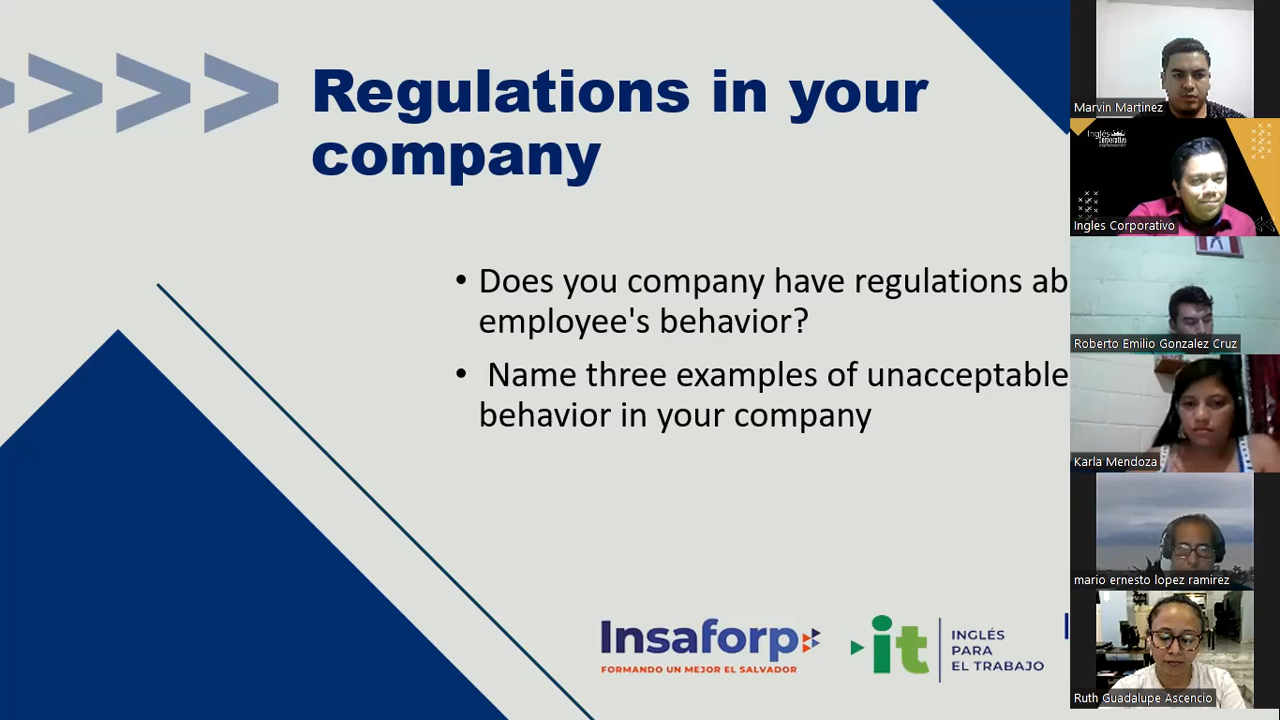 Regulations in your
company
• Does you company have regulations ab
employee's behavior?
• Name three examples of unacceptable
behavior in your company
Insaforp
FORMANDO UN MEJOR EL SALVADOR
it
INGLÉS
PARA
EL TRABAJO
Marvin Martinez
Inglés
Corporativo
Ingles Corporativo
Roberto Emilio Gonzalez Cruz
Karla Mendoza
mario ernesto lopez ramirez
Ruth Guadalupe Ascencio